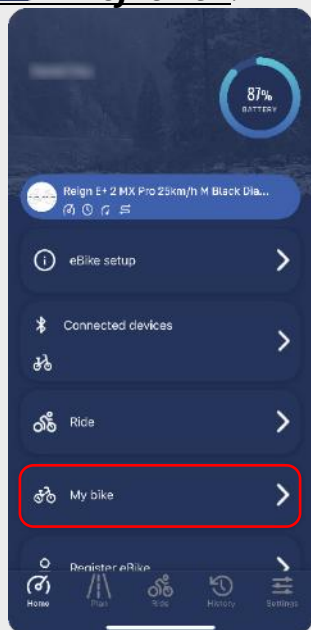 87%
BATTERY
Reign E+ 2 MX Pro 25km/h M Black Dia...
eBike setup
Connected devices
Ride
My bike
Register eBike
Home
Plan
Ride
History
Settings